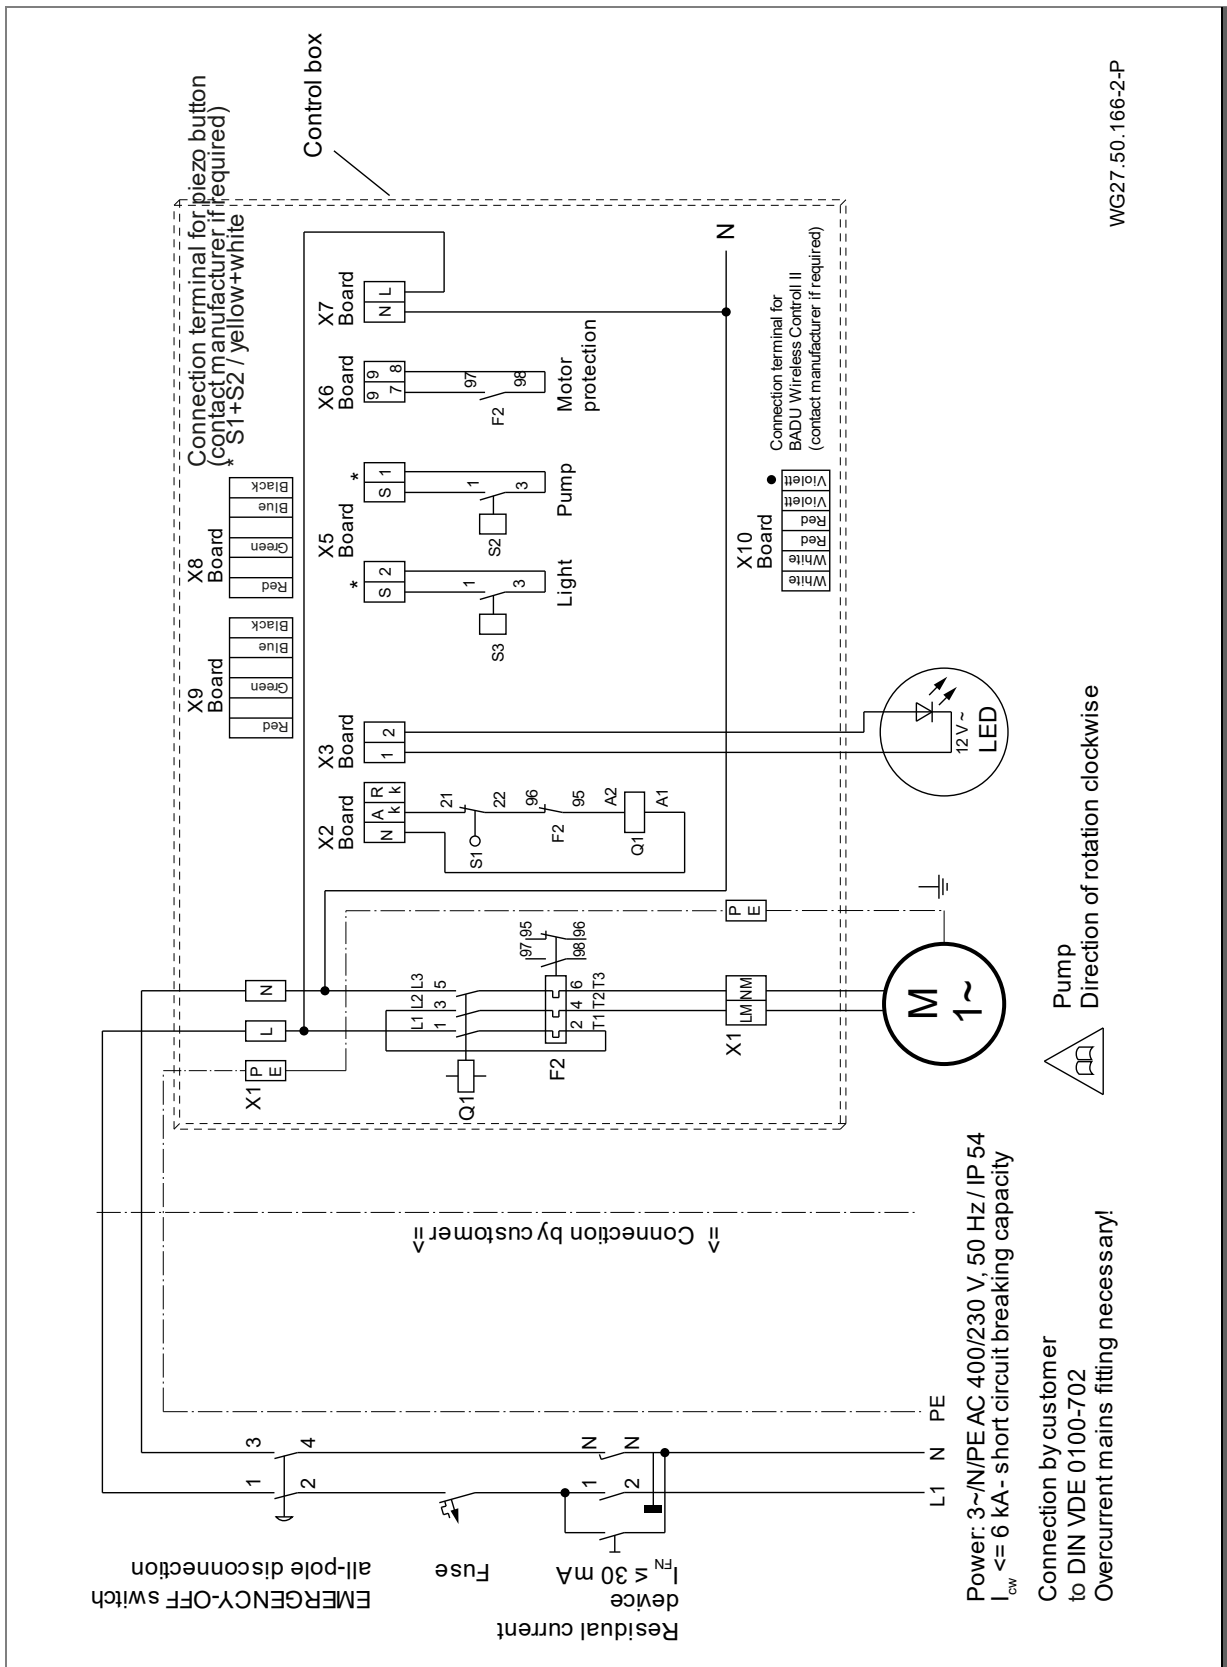 Control box
Connection terminal for piezo button
(contact manufacturer if required)
* S1+S2 / yellow+white
X9
Board
Red
Green
Blue
Black
X8
Board
Red
Green
Blue
Black
X2
Board
N
A
k
R
k
X3
Board
1 2
X5
Board
*
S 2
*
S 1
X6
Board
9 9
7 8
X7
Board
N L
S1
21
22
96
F2
95
A2
Q1
A1
S3
1
3
Light
S2
1
3
Pump
F2
97
98
Motor
protection
N
X10
Board
White
White
Red
Red
Violett
Violett
Connection terminal for
BADU Wireless Control II
(contact manufacturer if required)
X1
P
E
L
N
L1 L2 L3
1 3 5
Q1
F2
2 4 6
T1 T2 T3
97 95
98 96
X1
LM NM
P
E
M
1~
12 V ~
LED
Pump
Direction of rotation clockwise
=> Connection by customer =>
EMERGENCY-OFF switch
all-pole disconnection
1 3
2 4
Fuse
Residual current
device
IFN ≤ 30 mA
1 N
2 N
L1 N PE
Power: 3~/N/PE AC 400/230 V, 50 Hz / IP 54
Icw <= 6 kA - short circuit breaking capacity
Connection by customer
to DIN VDE 0100-702
Overcurrent mains fitting necessary!
WG27.50.166-2-P